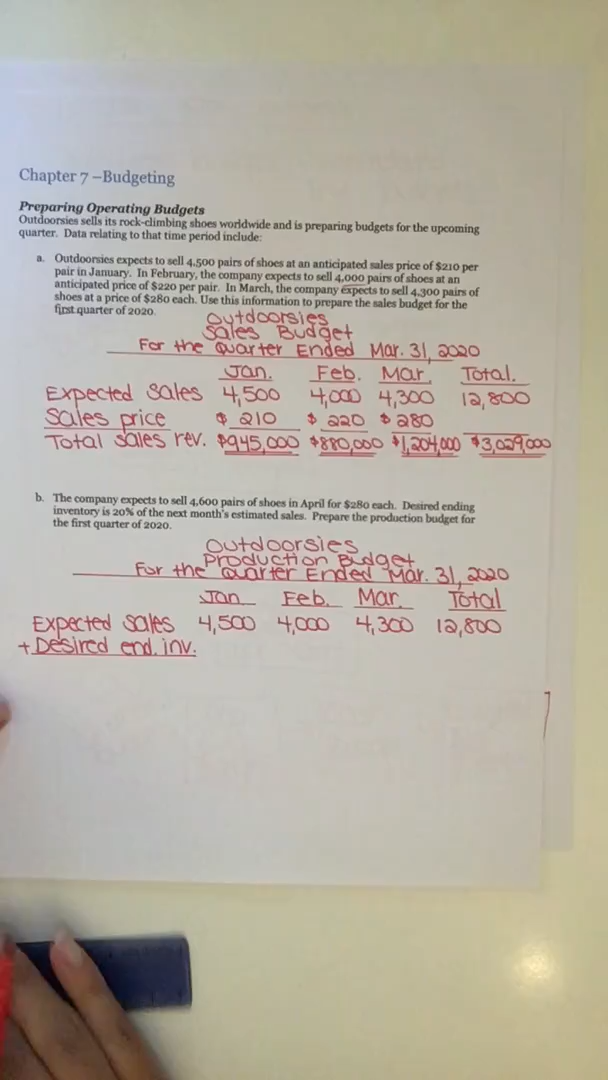 Chapter 7 –Budgeting
Preparing Operating Budgets
Outdoorsies sells its rock-climbing shoes worldwide and is preparing budgets for the upcoming
quarter. Data relating to that time period include:
a. Outdoorsies expects to sell 4,500 pairs of shoes at an anticipated sales price of $210 per
pair in January. In February, the company expects to sell 4,000 pairs of shoes at an
anticipated price of $220 per pair. In March, the company expects to sell 4,300 pairs of
shoes at a price of $280 each. Use this information to prepare the sales budget for the
first quarter of 2020.
Outdoorsies
Sales Budget
For the Quarter Ended Mar. 31, 2020
Jan. Feb. Mar. Total.
Expected Sales 4,500 4,000 4,300 12,800
Sales price $ 210 $ 220 $ 280
Total sales rev. $945,000 $880,000 $1,204,000 $3,029,000
b. The company expects to sell 4,600 pairs of shoes in April for $280 each. Desired ending
inventory is 20% of the next month's estimated sales. Prepare the production budget for
the first quarter of 2020.
Outdoorsies
Production Budget
For the Quarter Ended Mar. 31, 2020
Jan Feb. Mar. Total
Expected Sales 4,500 4,000 4,300 12,800
+ Desired end. inv.